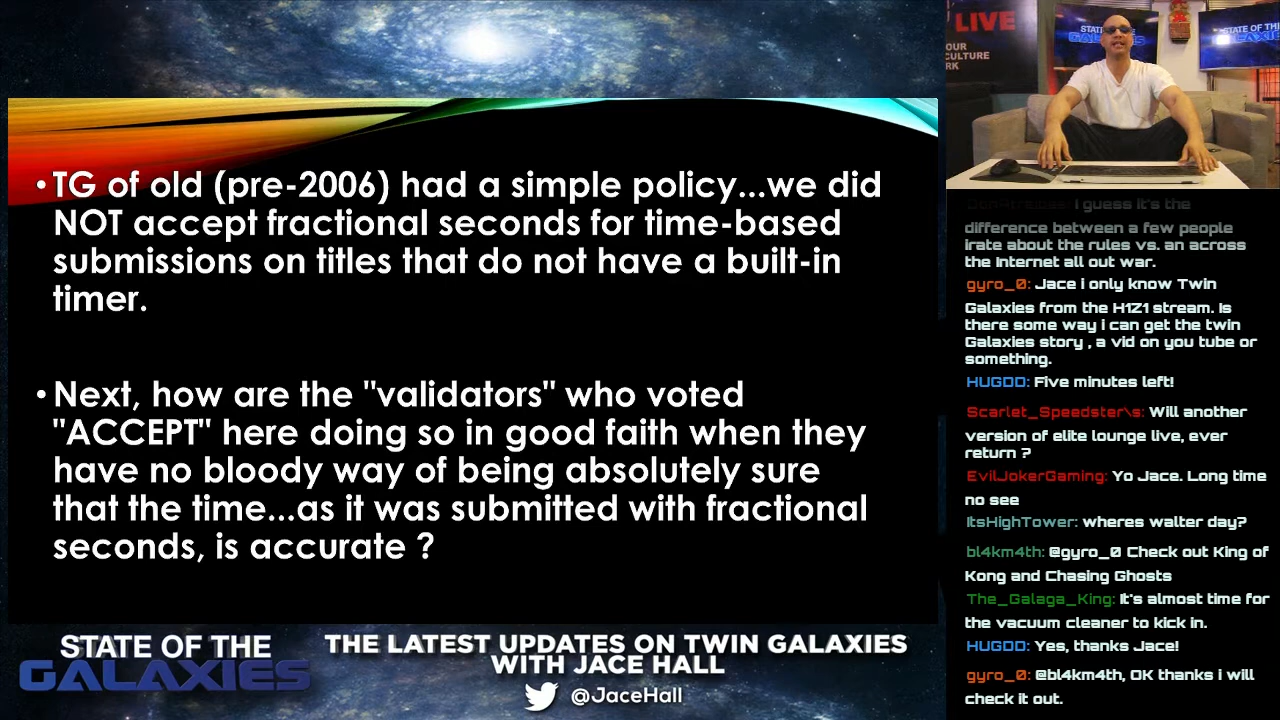 • TG of old (pre-2006) had a simple policy...we did
NOT accept fractional seconds for time-based
submissions on titles that do not have a built-in
timer.
• Next, how are the "validators" who voted
"ACCEPT" here doing so in good faith when they
have no bloody way of being absolutely sure
that the time...as it was submitted with fractional
seconds, is accurate ?
STATE OF THE
GALAXIES
THE LATEST UPDATES ON TWIN GALAXIES
WITH JACE HALL
@JaceHall
LIVE
OUR
CULTURE
RK
STATE OF THE
GALAXIES
I guess it's the
difference between a few people
irate about the rules vs. an across
the Internet all out war.
gyro_0: Jace i only know Twin
Galaxies from the H1Z1 stream. Is
there some way i can get the twin
Galaxies story , a vid on you tube or
something.
HUGDD: Five minutes left!
Scarlet_Speedster\s: Will another
version of elite lounge live, ever
return ?
EvilJokerGaming: Yo Jace. Long time
no see
ItsHighTower: wheres walter day?
bl4km4th: @gyro_0 Check out King of
Kong and Chasing Ghosts
The_Galaga_King: It's almost time for
the vacuum cleaner to kick in.
HUGDD: Yes, thanks Jace!
gyro_0: @bl4km4th, OK thanks i will
check it out.